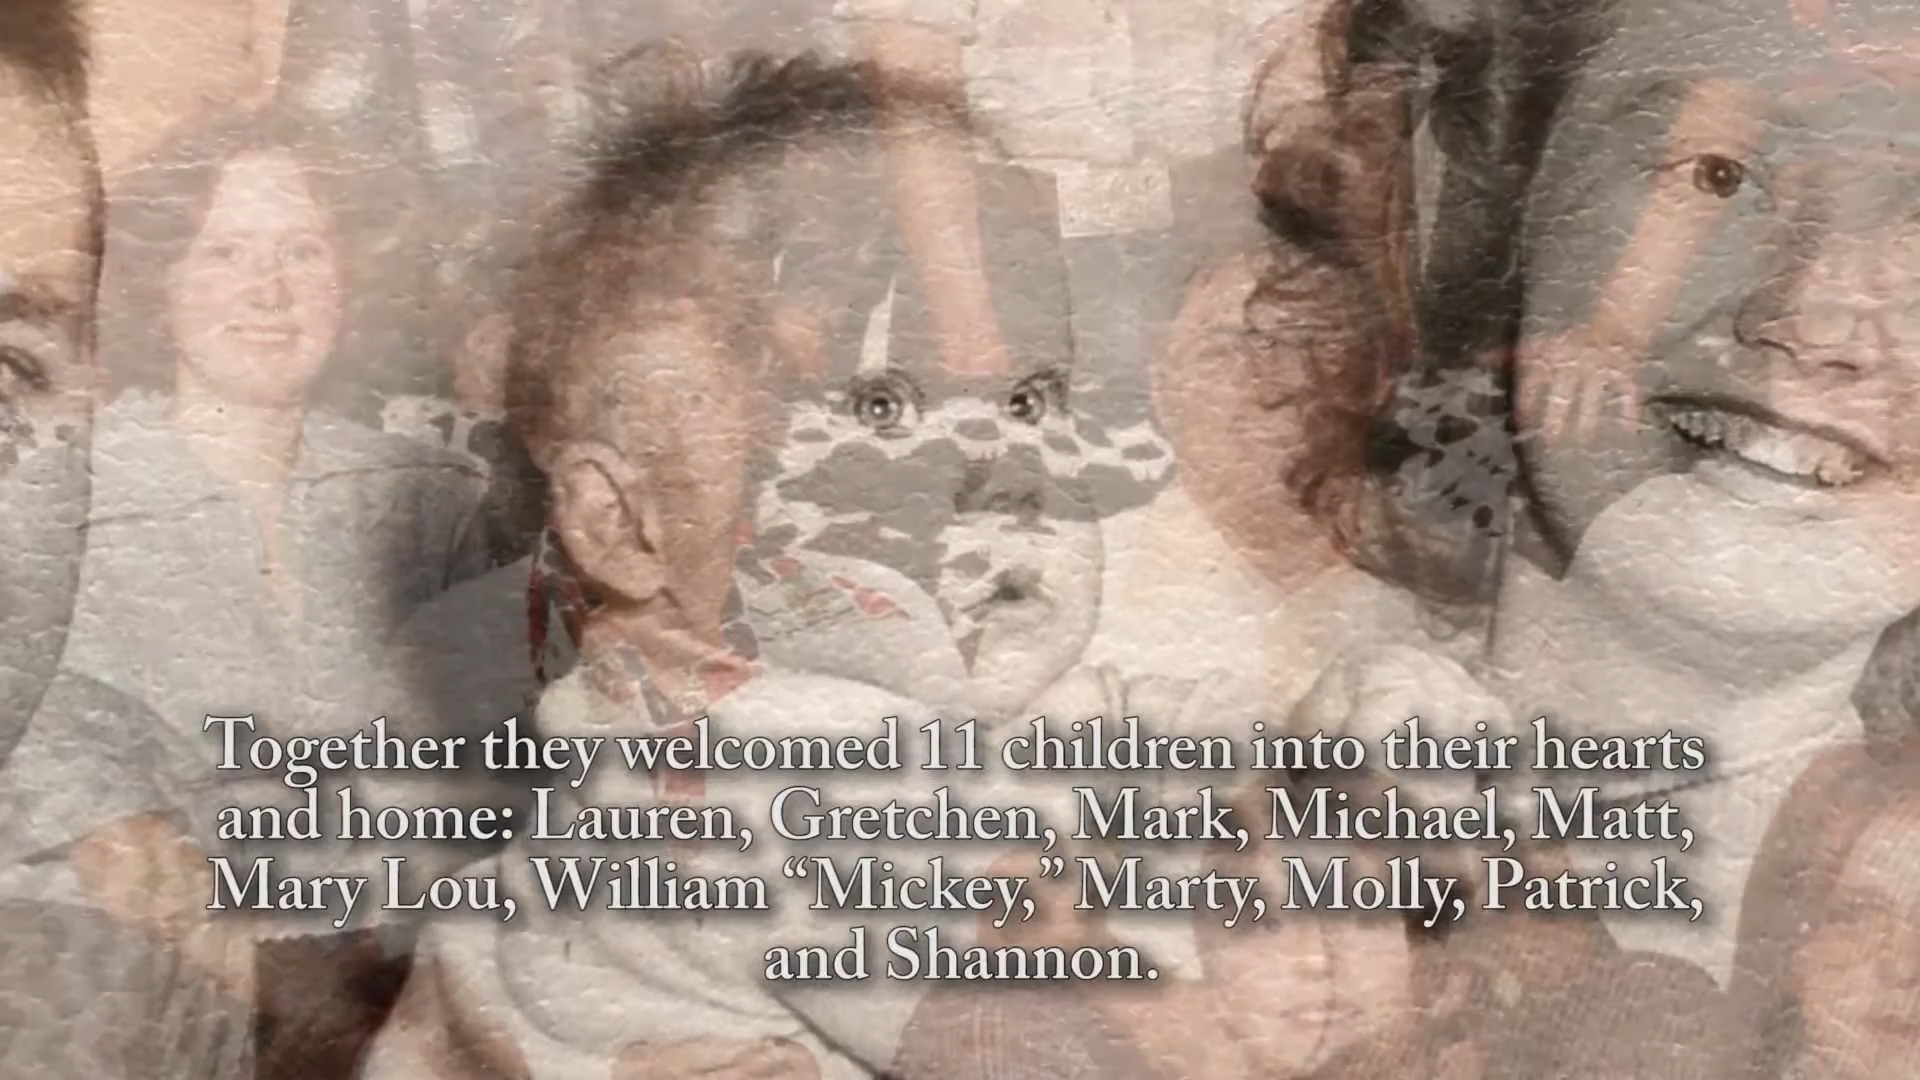 Together they welcomed 11 children into their hearts
and home: Lauren, Gretchen, Mark, Michael, Matt,
Mary Lou, William “Mickey,” Marty, Molly, Patrick,
and Shannon.